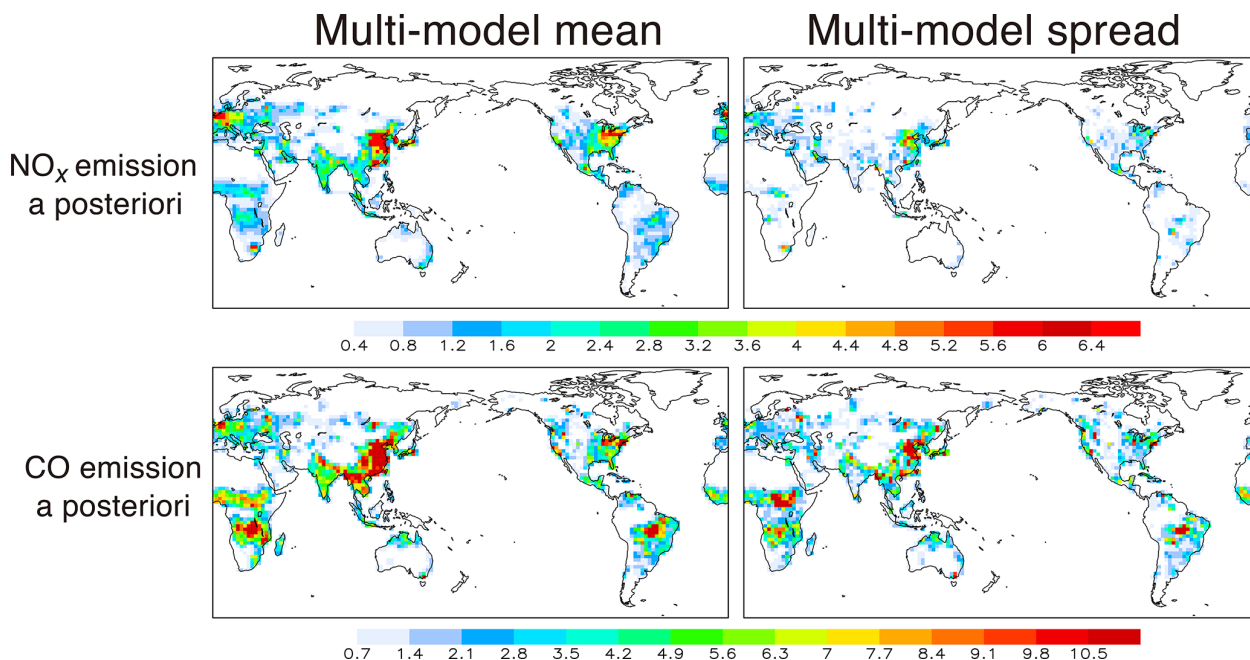 Multi-model mean Multi-model spread
NOx emission
a posteriori
0.4 0.8 1.2 1.6 2 2.4 2.8 3.2 3.6 4 4.4 4.8 5.2 5.6 6 6.4
CO emission
a posteriori
0.7 1.4 2.1 2.8 3.5 4.2 4.9 5.6 6.3 7 7.7 8.4 9.1 9.8 10.5